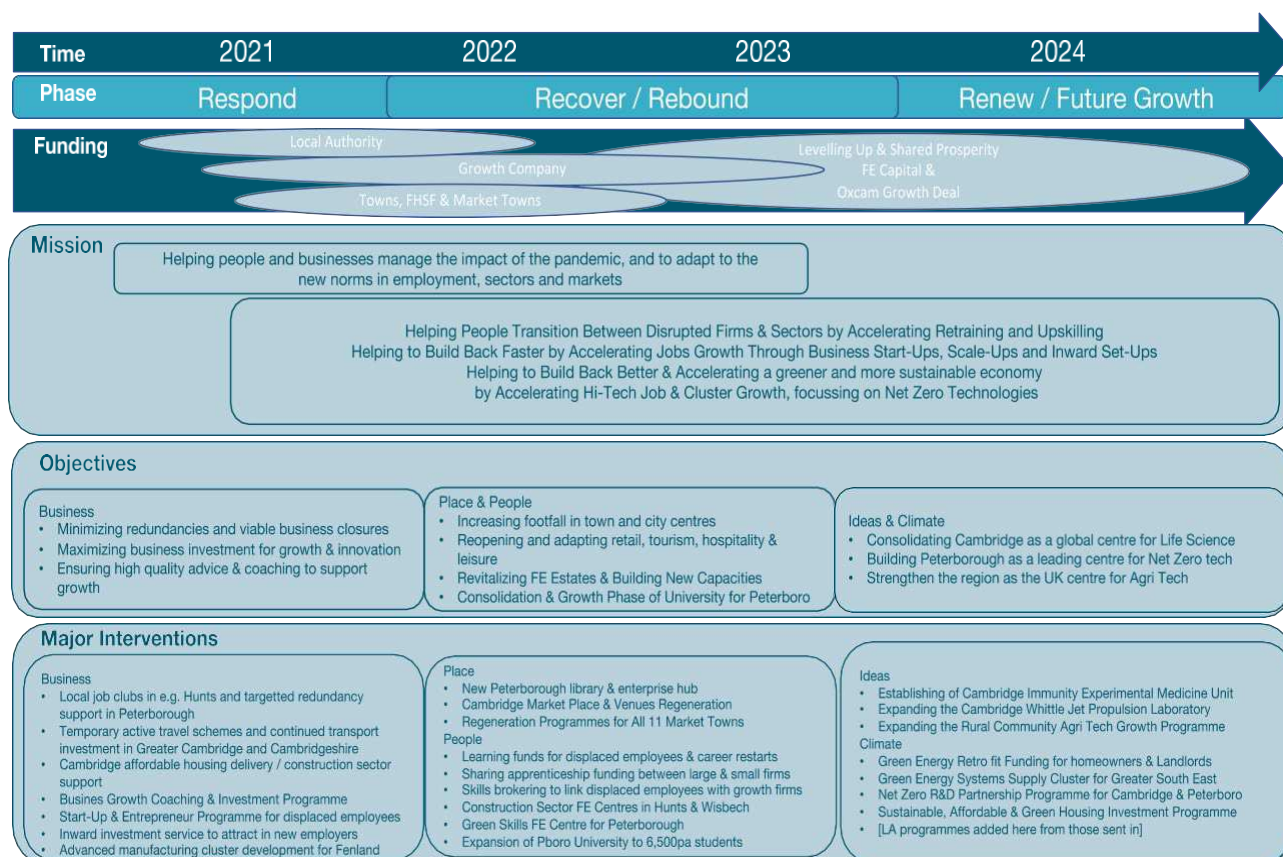 Time 2021 2022 2023 2024
Phase Respond Recover / Rebound Renew / Future Growth
Funding
Local Authority
Growth Company
Towns, FHSF & Market Towns
Levelling Up & Shared Prosperity
FE Capital &
Oxcam Growth Deal
Mission
Helping people and businesses manage the impact of the pandemic, and to adapt to the
new norms in employment, sectors and markets
Helping People Transition Between Disrupted Firms & Sectors by Accelerating Retraining and Upskilling
Helping to Build Back Faster by Accelerating Jobs Growth Through Business Start-Ups, Scale-Ups and Inward Set-Ups
Helping to Build Back Better & Accelerating a greener and more sustainable economy
by Accelerating Hi-Tech Job & Cluster Growth, focussing on Net Zero Technologies
Objectives
Business
• Minimizing redundancies and viable business closures
• Maximizing business investment for growth & innovation
• Ensuring high quality advice & coaching to support
growth
Place & People
• Increasing footfall in town and city centres
• Reopening and adapting retail, tourism, hospitality &
leisure
• Revitalizing FE Estates & Building New Capacities
• Consolidation & Growth Phase of University for Peterboro
Ideas & Climate
• Consolidating Cambridge as a global centre for Life Science
• Building Peterborough as a leading centre for Net Zero tech
• Strengthen the region as the UK centre for Agri Tech
Major Interventions
Business
• Local job clubs in e.g. Hunts and targetted redundancy
support in Peterborough
• Temporary active travel schemes and continued transport
investment in Greater Cambridge and Cambridgeshire
• Cambridge affordable housing delivery / construction sector
support
• Busines Growth Coaching & Investment Programme
• Start-Up & Entrepreneur Programme for displaced employees
• Inward investment service to attract in new employers
• Advanced manufacturing cluster development for Fenland
Place
• New Peterborough library & enterprise hub
• Cambridge Market Place & Venues Regeneration
• Regeneration Programmes for All 11 Market Towns
People
• Learning funds for displaced employees & career restarts
• Sharing apprenticeship funding between large & small firms
• Skills brokering to link displaced employees with growth firms
• Construction Sector FE Centres in Hunts & Wisbech
• Green Skills FE Centre for Peterborough
• Expansion of Pboro University to 6,500pa students
Ideas
• Establishing of Cambridge Immunity Experimental Medicine Unit
• Expanding the Cambridge Whittle Jet Propulsion Laboratory
• Expanding the Rural Community Agri Tech Growth Programme
Climate
• Green Energy Retro fit Funding for homeowners & Landlords
• Green Energy Systems Supply Cluster for Greater South East
• Net Zero R&D Partnership Programme for Cambridge & Peterboro
• Sustainable, Affordable & Green Housing Investment Programme
• [LA programmes added here from those sent in]